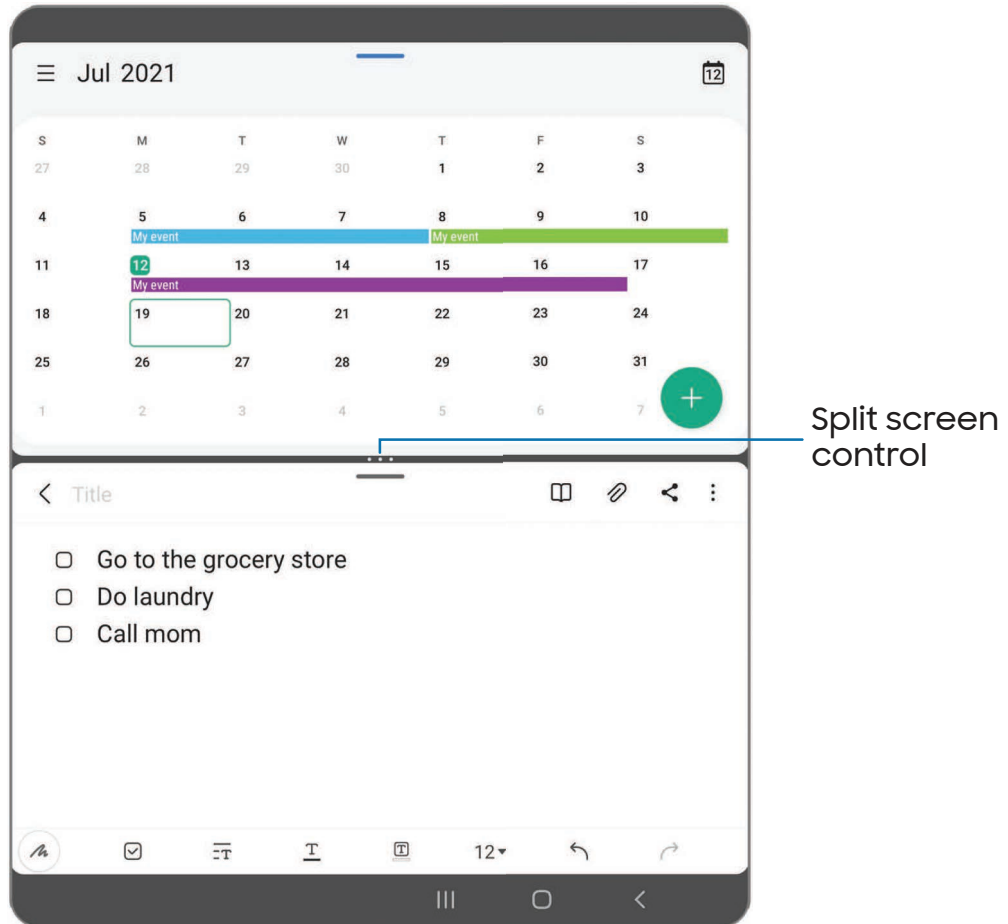 Jul 2021
12
S M T W T F S
27 28 29 30 1 2 3
4 5 6 7 8 9 10
My event My event
11 12 13 14 15 16 17
My event
18 19 20 21 22 23 24
25 26 27 28 29 30 31
1 2 3 4 5 6 7
+
Split screen
control
Title
Go to the grocery store
Do laundry
Call mom
T T T 12